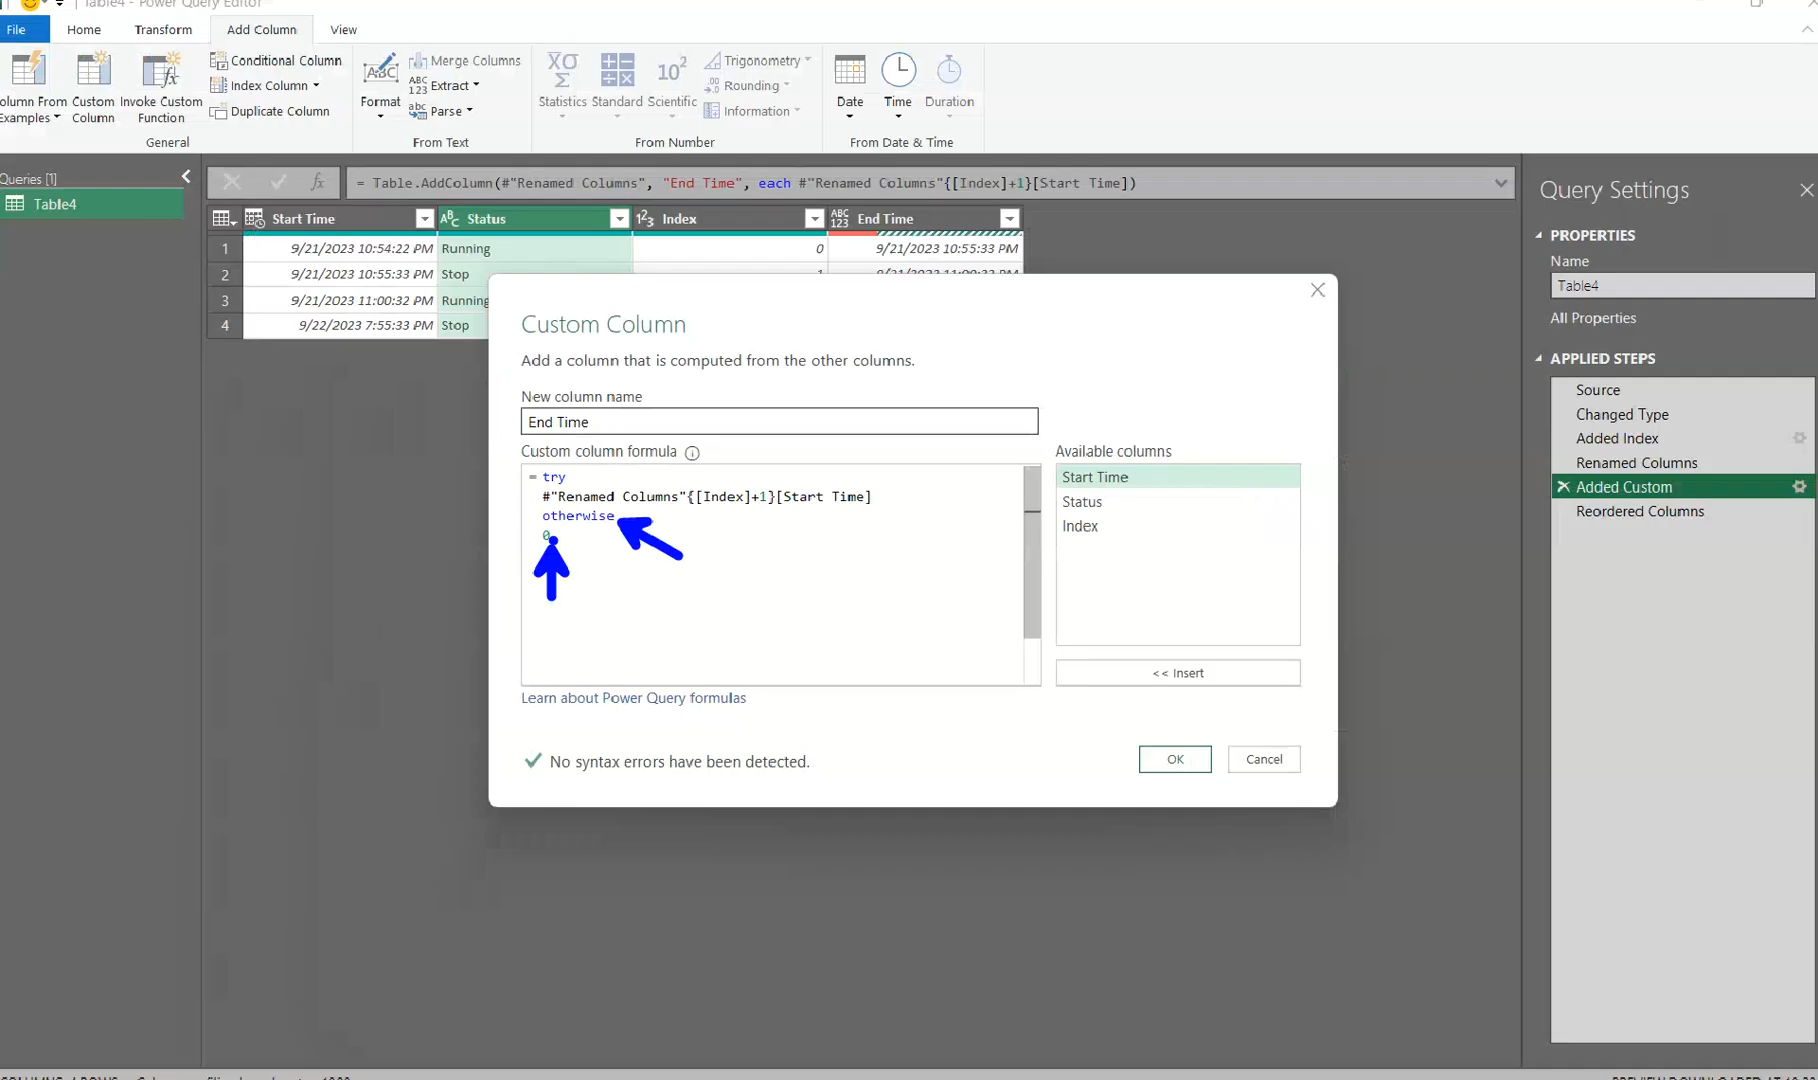 Table4 - Power Query Editor
File
Home
Transform
Add Column
View
Column From Examples
Custom Column
Invoke Custom Function
Conditional Column
Index Column
Duplicate Column
General
Format
Merge Columns
Extract
Parse
From Text
Statistics
Standard
Scientific
Trigonometry
Rounding
Information
From Number
Date
Time
Duration
From Date & Time
Queries [1]
Table4
= Table.AddColumn(#"Renamed Columns", "End Time", each #"Renamed Columns"{[Index]+1}[Start Time])
Start Time
Status
Index
End Time
1 9/21/2023 10:54:22 PM Running 0 9/21/2023 10:55:33 PM
2 9/21/2023 10:55:33 PM Stop 1 9/21/2023 11:00:32 PM
3 9/21/2023 11:00:32 PM Running
4 9/22/2023 7:55:33 PM Stop
Custom Column
Add a column that is computed from the other columns.
New column name
End Time
Custom column formula
= try
#"Renamed Columns"{[Index]+1}[Start Time]
otherwise
0
Available columns
Start Time
Status
Index
<< Insert
Learn about Power Query formulas
No syntax errors have been detected.
OK
Cancel
Query Settings
PROPERTIES
Name
Table4
All Properties
APPLIED STEPS
Source
Changed Type
Added Index
Renamed Columns
Added Custom
Reordered Columns